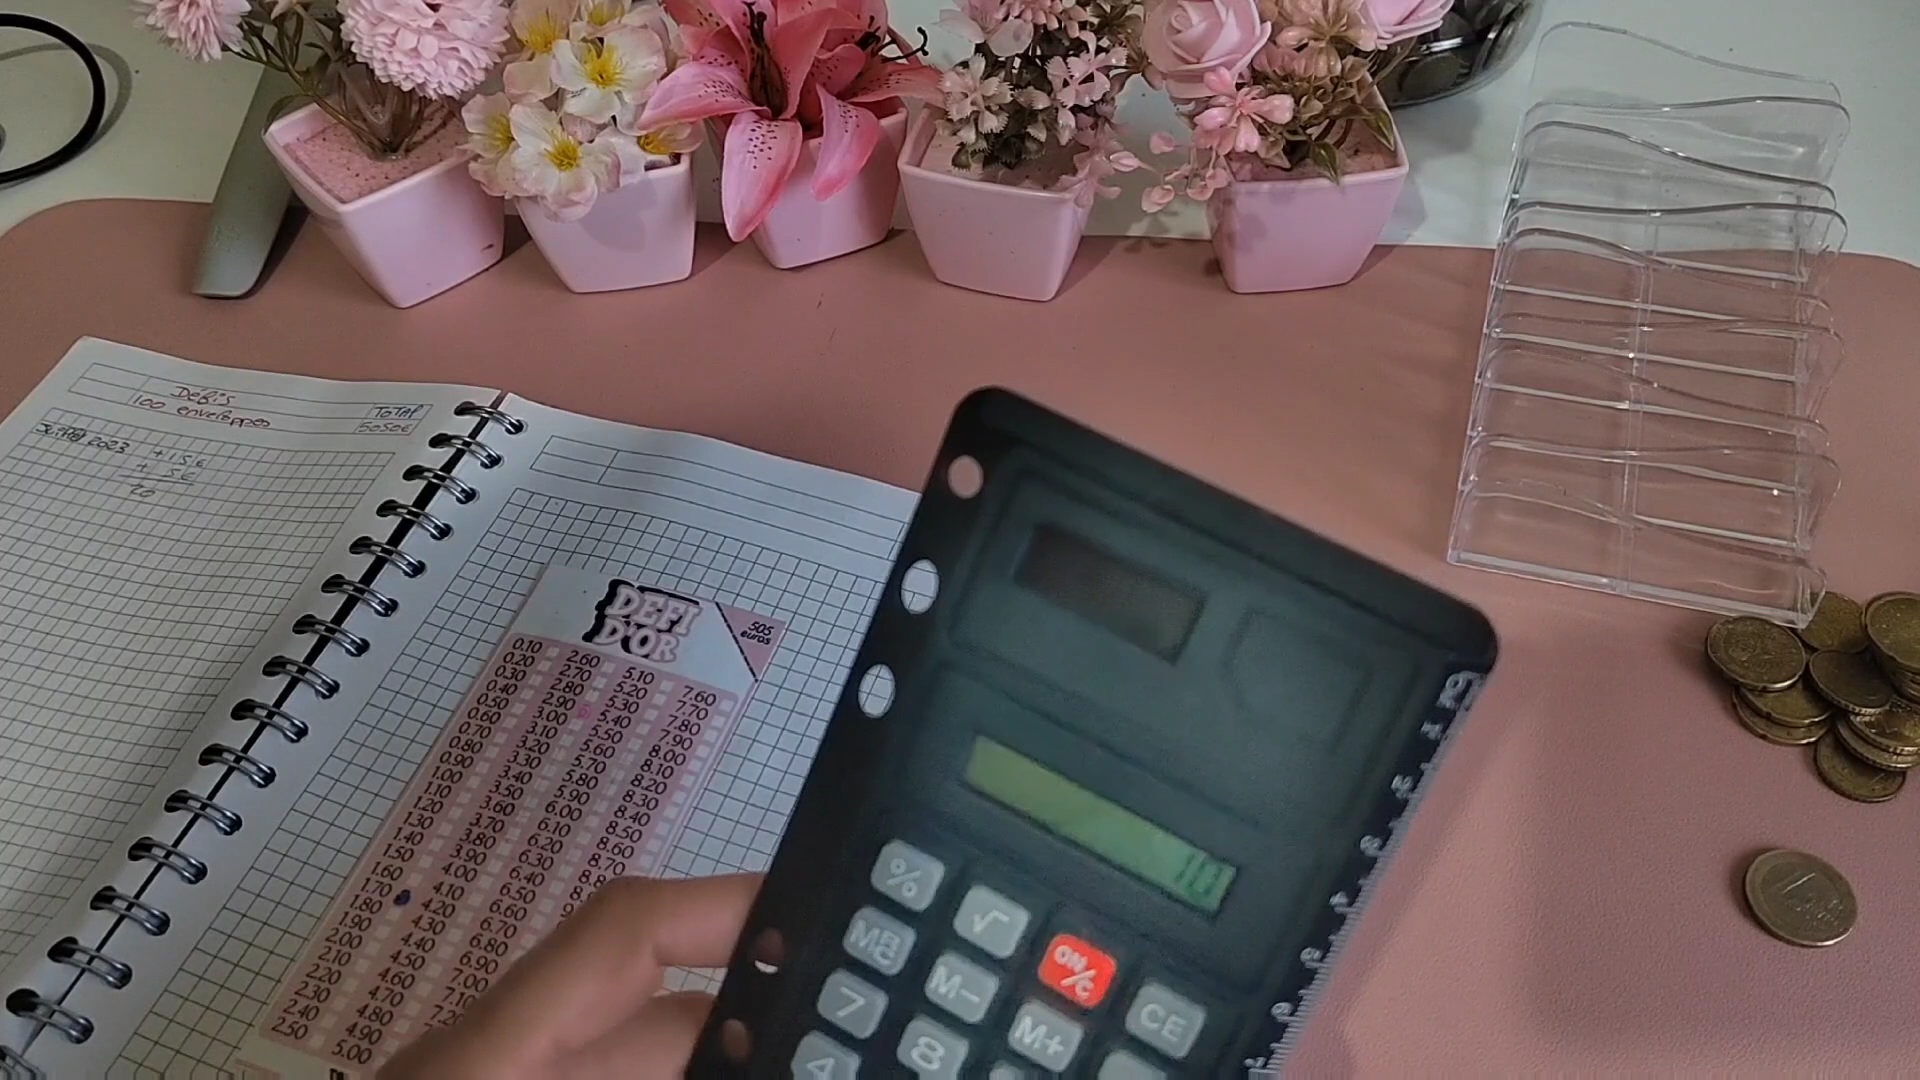 Défis
100 enveloppes
TOTAL
5050€
Juillet 2023 +15€
+ 5€
20
DEFI
D'OR
505
euros
0.10 2.60 5.10 7.60
0.20 2.70 5.20 7.70
0.30 2.80 5.30 7.80
0.40 2.90 5.40 7.90
0.50 3.00 5.50 8.00
0.60 3.10 5.60 8.10
0.70 3.20 5.70 8.20
0.80 3.30 5.80 8.30
0.90 3.40 5.90 8.40
1.00 3.50 6.00 8.50
1.10 3.60 6.10 8.60
1.20 3.70 6.20 8.70
1.30 3.80 6.30
1.40 3.90 6.40
1.50 4.00 6.50
1.60 4.10 6.60
1.70 4.20 6.70
1.80 4.30 6.80
1.90 4.40 6.90
2.00 4.50 7.00
2.10 4.60 7.10
2.20 4.70
2.30 4.80
2.40 4.90
2.50 5.00
% √ ON/C CE
M- M+
7 8
4